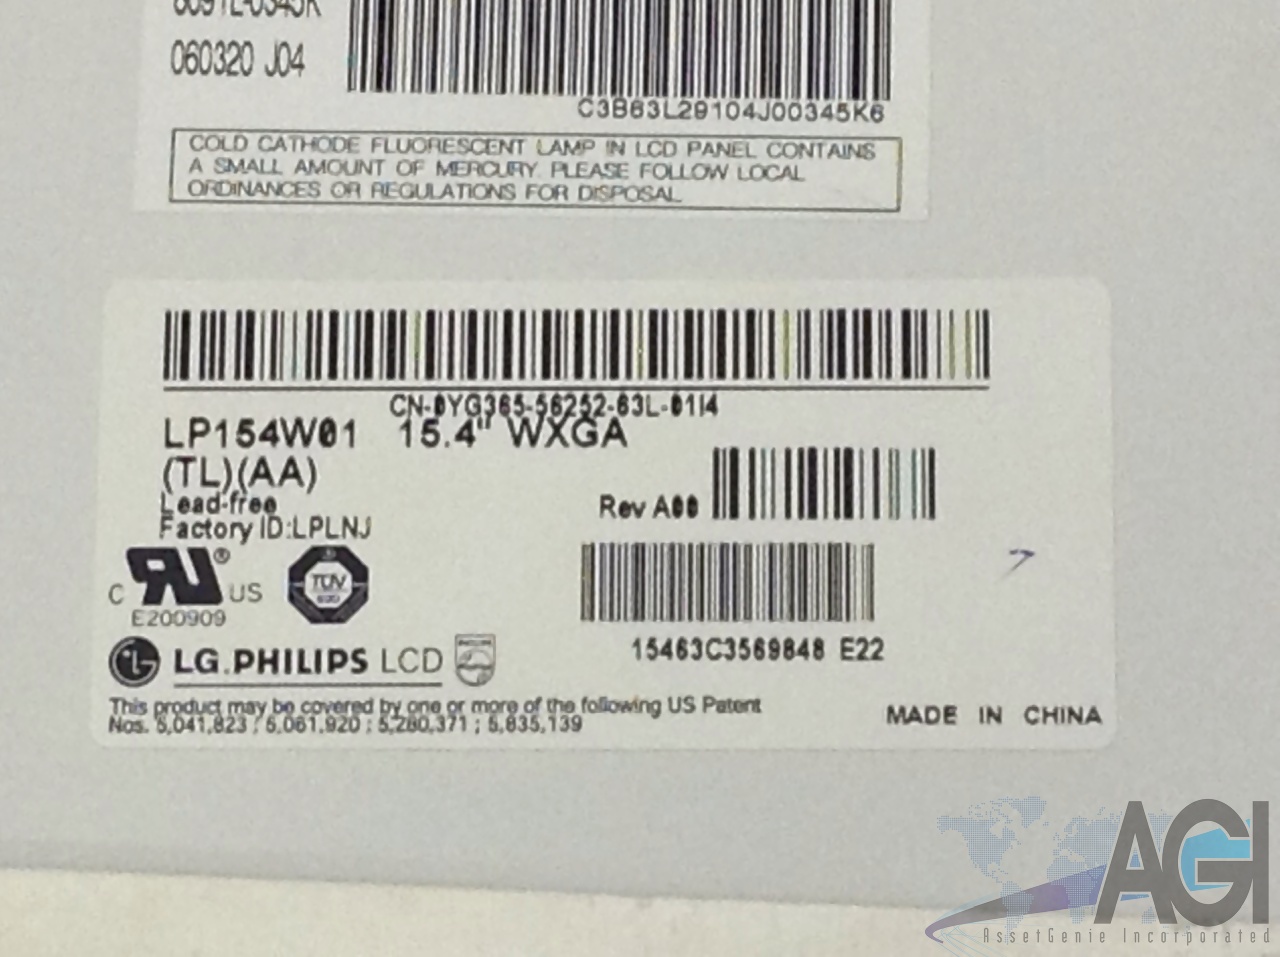 060320 J04
C3B63L29104J00345K6
COLD CATHODE FLUORESCENT LAMP IN LCD PANEL CONTAINS
A SMALL AMOUNT OF MERCURY. PLEASE FOLLOW LOCAL
ORDINANCES OR REGULATIONS FOR DISPOSAL
CN-0YG365-56252-63L-01I4
LP154W01 15.4" WXGA
(TL)(AA)
Lead-free
Rev A00
Factory ID:LPLNJ
C RU ® US
TÜV
E200909
15463C3569848 E22
LG.PHILIPS LCD
This product may be covered by one or more of the following US Patent
Nos. 5,041,823 ; 5,061,920 ; 5,280,371 ; 5,835,139
MADE IN CHINA
AGI
AssetGenie Incorporated